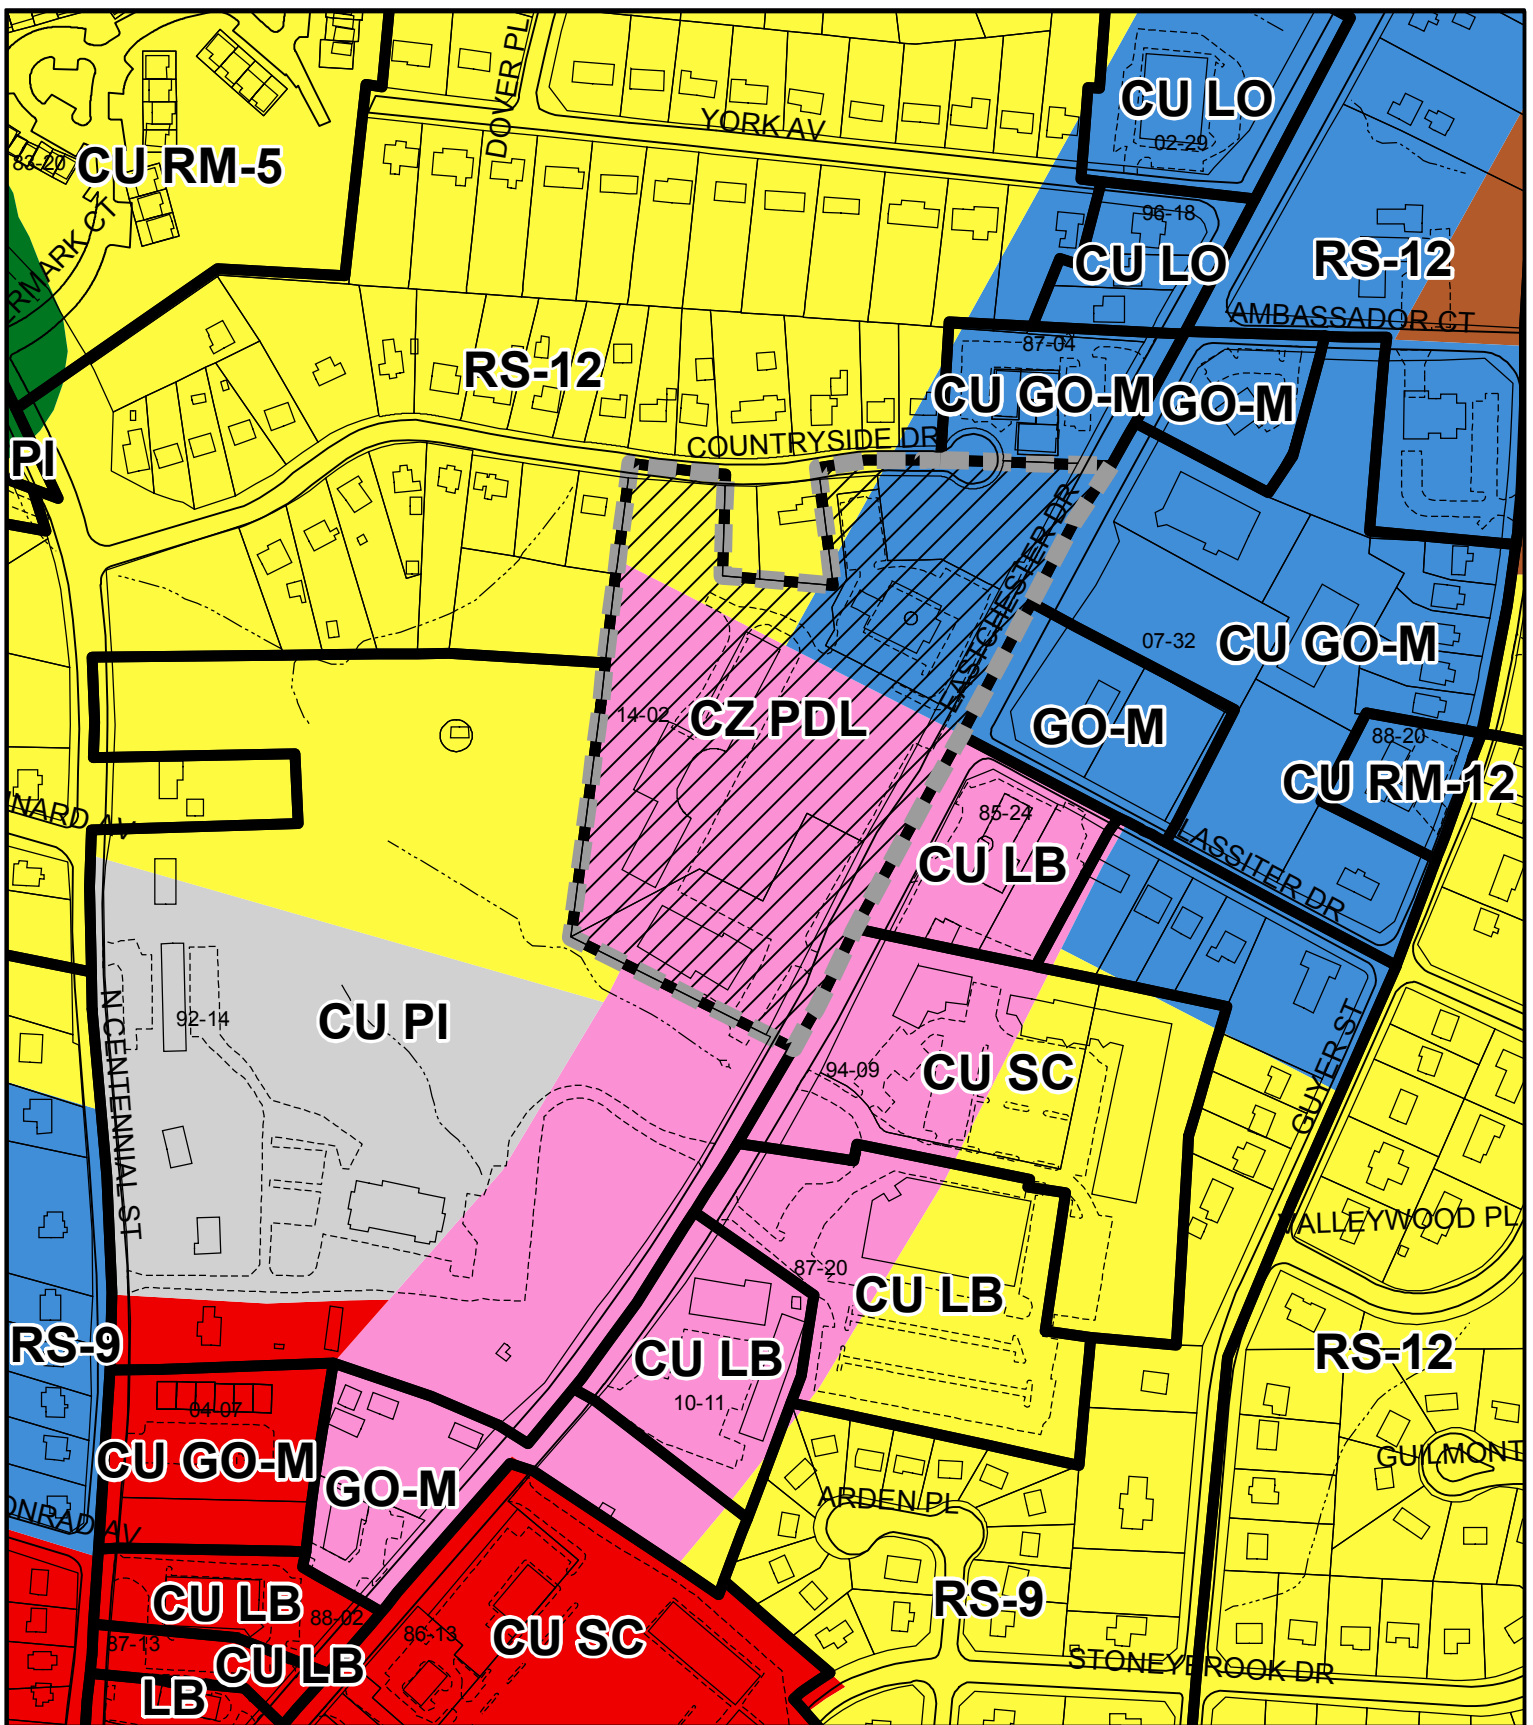 DOVER PL
CU LO
02-29
YORK AV
83-20
CU RM-5
96-18
CU LO
RS-12
AMBASSADOR CT
87-04
RS-12
CU GO-M
GO-M
COUNTRYSIDE DR
PI
EASTCHESTER DR
07-32
CU GO-M
14-02
CZ PDL
GO-M
88-20
CU RM-12
85-24
CU LB
LASSITER DR
92-14
CU PI
N CENTENNIAL ST
94-09
CU SC
GUYER ST
VALLEYWOOD PL
87-20
CU LB
RS-9
CU LB
10-11
RS-12
04-07
CU GO-M
GO-M
GUILMONT
ARDEN PL
CU LB
88-02
86-13
CU SC
RS-9
87-13
CU LB
STONEYBROOK DR
LB